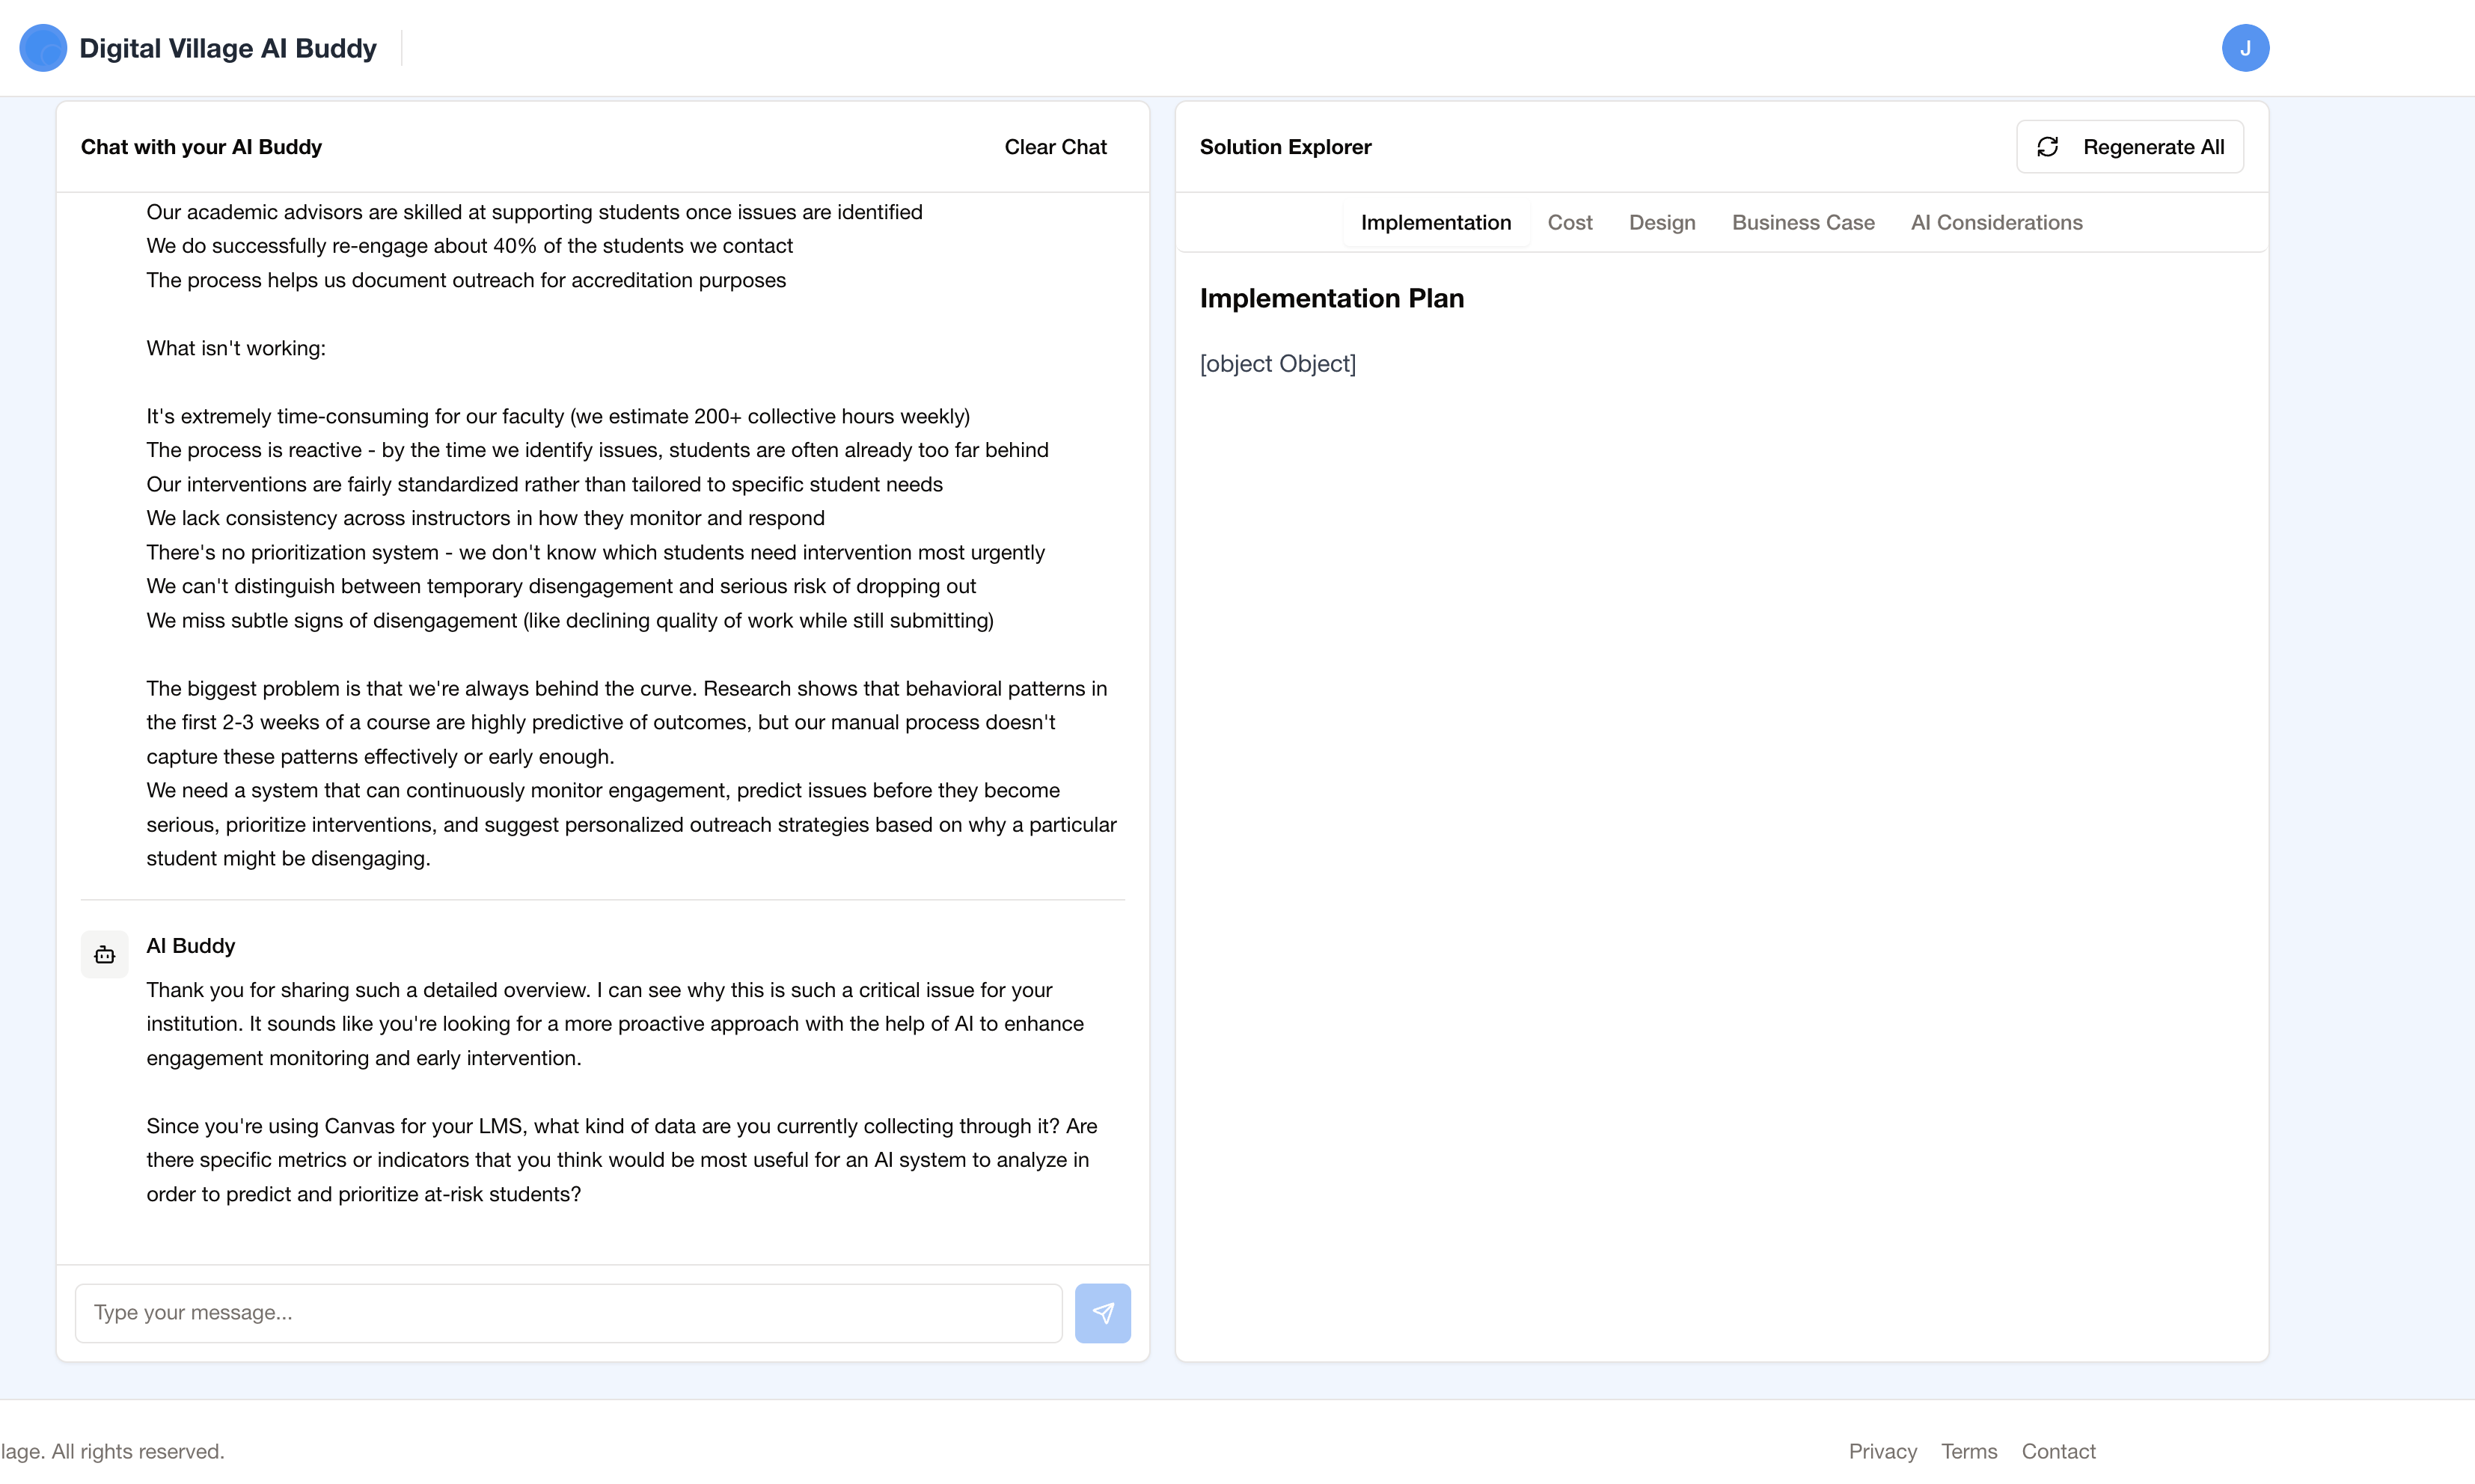 Digital Village AI Buddy
J
Chat with your AI Buddy
Clear Chat
Our academic advisors are skilled at supporting students once issues are identified
We do successfully re-engage about 40% of the students we contact
The process helps us document outreach for accreditation purposes
What isn't working:
It's extremely time-consuming for our faculty (we estimate 200+ collective hours weekly)
The process is reactive - by the time we identify issues, students are often already too far behind
Our interventions are fairly standardized rather than tailored to specific student needs
We lack consistency across instructors in how they monitor and respond
There's no prioritization system - we don't know which students need intervention most urgently
We can't distinguish between temporary disengagement and serious risk of dropping out
We miss subtle signs of disengagement (like declining quality of work while still submitting)
The biggest problem is that we're always behind the curve. Research shows that behavioral patterns in
the first 2-3 weeks of a course are highly predictive of outcomes, but our manual process doesn't
capture these patterns effectively or early enough.
We need a system that can continuously monitor engagement, predict issues before they become
serious, prioritize interventions, and suggest personalized outreach strategies based on why a particular
student might be disengaging.
AI Buddy
Thank you for sharing such a detailed overview. I can see why this is such a critical issue for your
institution. It sounds like you're looking for a more proactive approach with the help of AI to enhance
engagement monitoring and early intervention.
Since you're using Canvas for your LMS, what kind of data are you currently collecting through it? Are
there specific metrics or indicators that you think would be most useful for an AI system to analyze in
order to predict and prioritize at-risk students?
Type your message...
Solution Explorer
Regenerate All
Implementation
Cost
Design
Business Case
AI Considerations
Implementation Plan
[object Object]
lage. All rights reserved.
Privacy
Terms
Contact